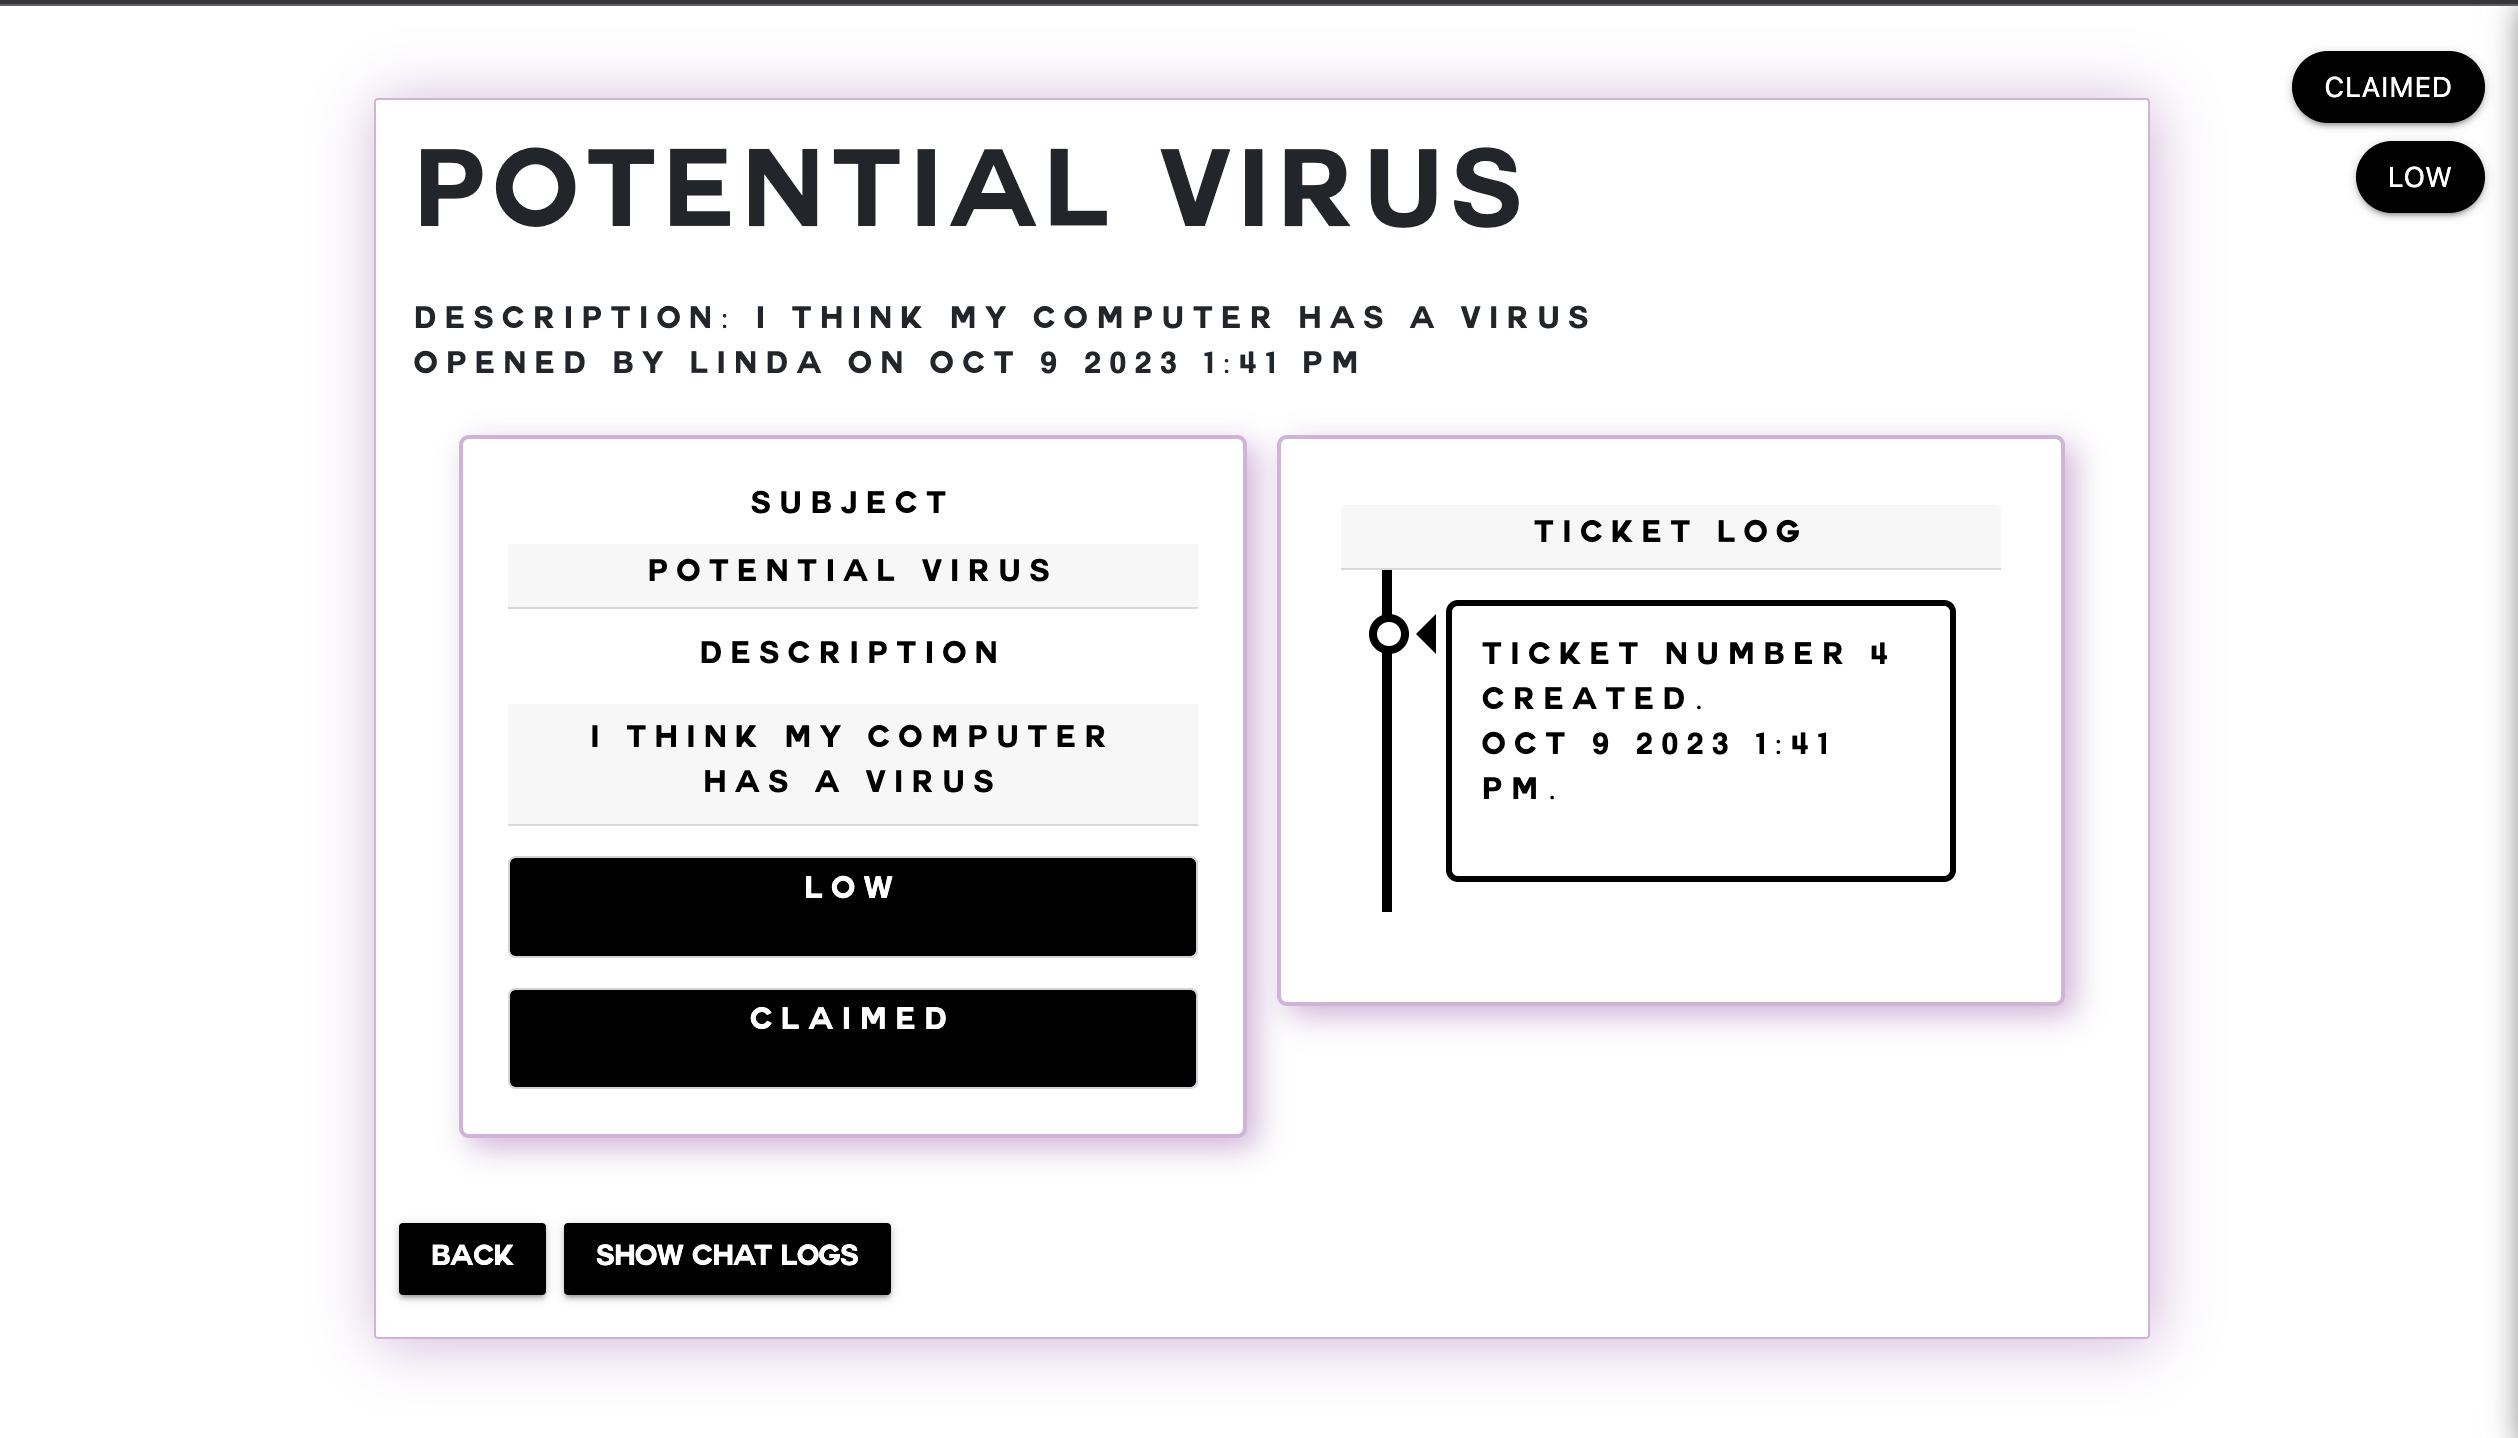 CLAIMED
LOW
POTENTIAL VIRUS
DESCRIPTION: I THINK MY COMPUTER HAS A VIRUS
OPENED BY LINDA ON OCT 9 2023 1:41 PM
SUBJECT
POTENTIAL VIRUS
DESCRIPTION
I THINK MY COMPUTER
HAS A VIRUS
LOW
CLAIMED
TICKET LOG
TICKET NUMBER 4
CREATED.
OCT 9 2023 1:41
PM.
BACK
SHOW CHAT LOGS